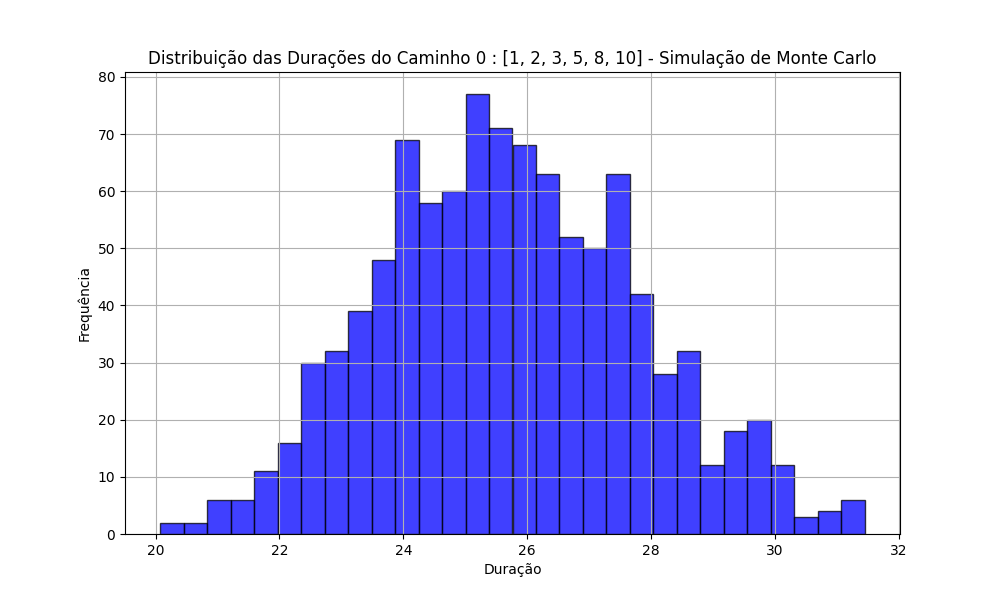 Distribuição das Durações do Caminho 0 : [1, 2, 3, 5, 8, 10] - Simulação de Monte Carlo
80
70
60
50
40
30
20
10
0
Frequência
20 22 24 26 28 30 32
Duração